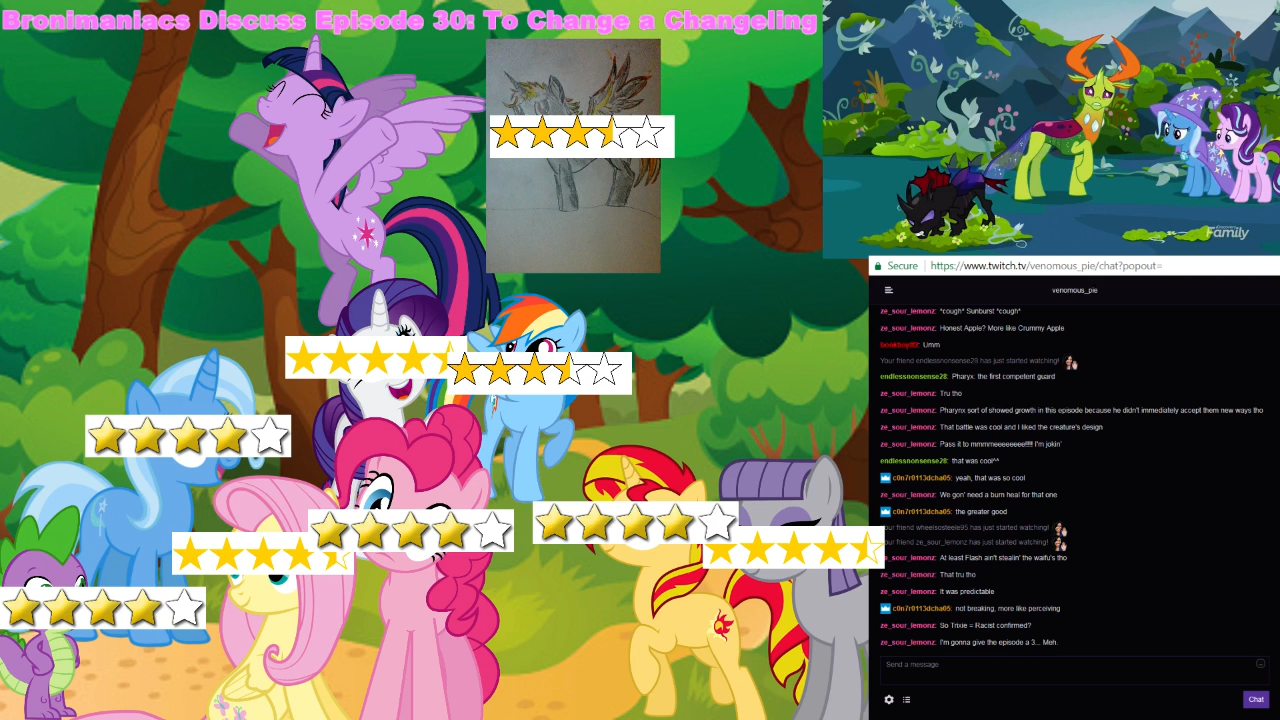 Bronimaniacs Discuss Episode 30: To Change a Changeling
Family
Secure https://www.twitch.tv/venomous_pie/chat?popout=
venomous_pie
ze_sour_lemonz: *cough* Sunburst *cough*
ze_sour_lemonz: Honest Apple? More like Crummy Apple
Umm
Your friend endlessnonsense28 has just started watching!
endlessnonsense28: Pharyx. the first competent guard
ze_sour_lemonz: Tru tho
ze_sour_lemonz: Pharynx sort of showed growth in this episode because he didn't immediately accept them new ways tho
ze_sour_lemonz: That battle was cool and I liked the creature's design
ze_sour_lemonz: Pass it to mmmmeeeeeeee!!!!! I'm jokin'
endlessnonsense28: that was cool^^
c0n7r0113dcha05: yeah, that was so cool
ze_sour_lemonz: We gon' need a burn heal for that one
c0n7r0113dcha05: the greater good
our friend wheelsosteele95 has just started watching!
our friend ze_sour_lemonz has just started watching!
ze_sour_lemonz: At least Flash ain't stealin' the waifu's tho
ze_sour_lemonz: That tru tho
ze_sour_lemonz: It was predictable
c0n7r0113dcha05: not breaking, more like perceiving
ze_sour_lemonz: So Trixie = Racist confirmed?
ze_sour_lemonz: I'm gonna give the episode a 3... Meh.
Send a message
Chat